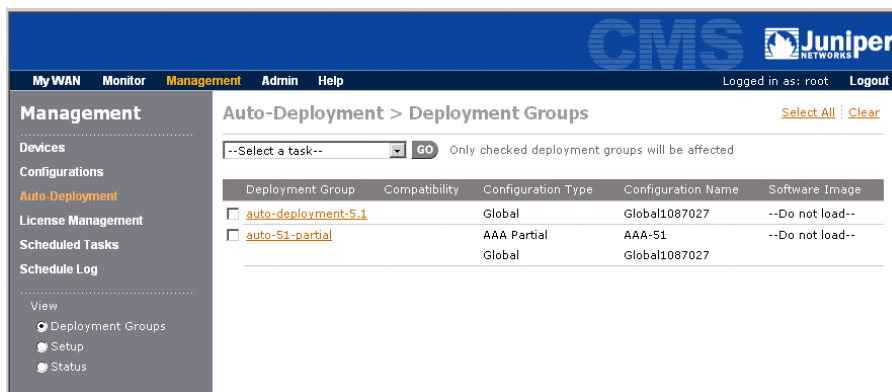 CMS
Juniper
NETWORKS
My WAN Monitor Management Admin Help Logged in as: root Logout
Management
Auto-Deployment > Deployment Groups Select All Clear
Devices
--Select a task-- GO Only checked deployment groups will be affected
Configurations
Auto-Deployment
Deployment Group Compatibility Configuration Type Configuration Name Software Image
License Management
auto-deployment-5.1 Global Global1087027 --Do not load--
Scheduled Tasks
auto-51-partial AAA Partial AAA-51 --Do not load--
Global Global1087027
Schedule Log
View
Deployment Groups
Setup
Status